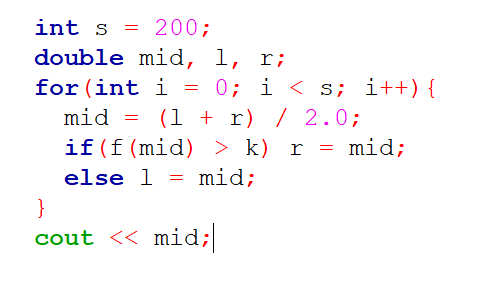 int s = 200;
double mid, l, r;
for(int i = 0; i < s; i++){
mid = (l + r) / 2.0;
if(f(mid) > k) r = mid;
else l = mid;
}
cout << mid;